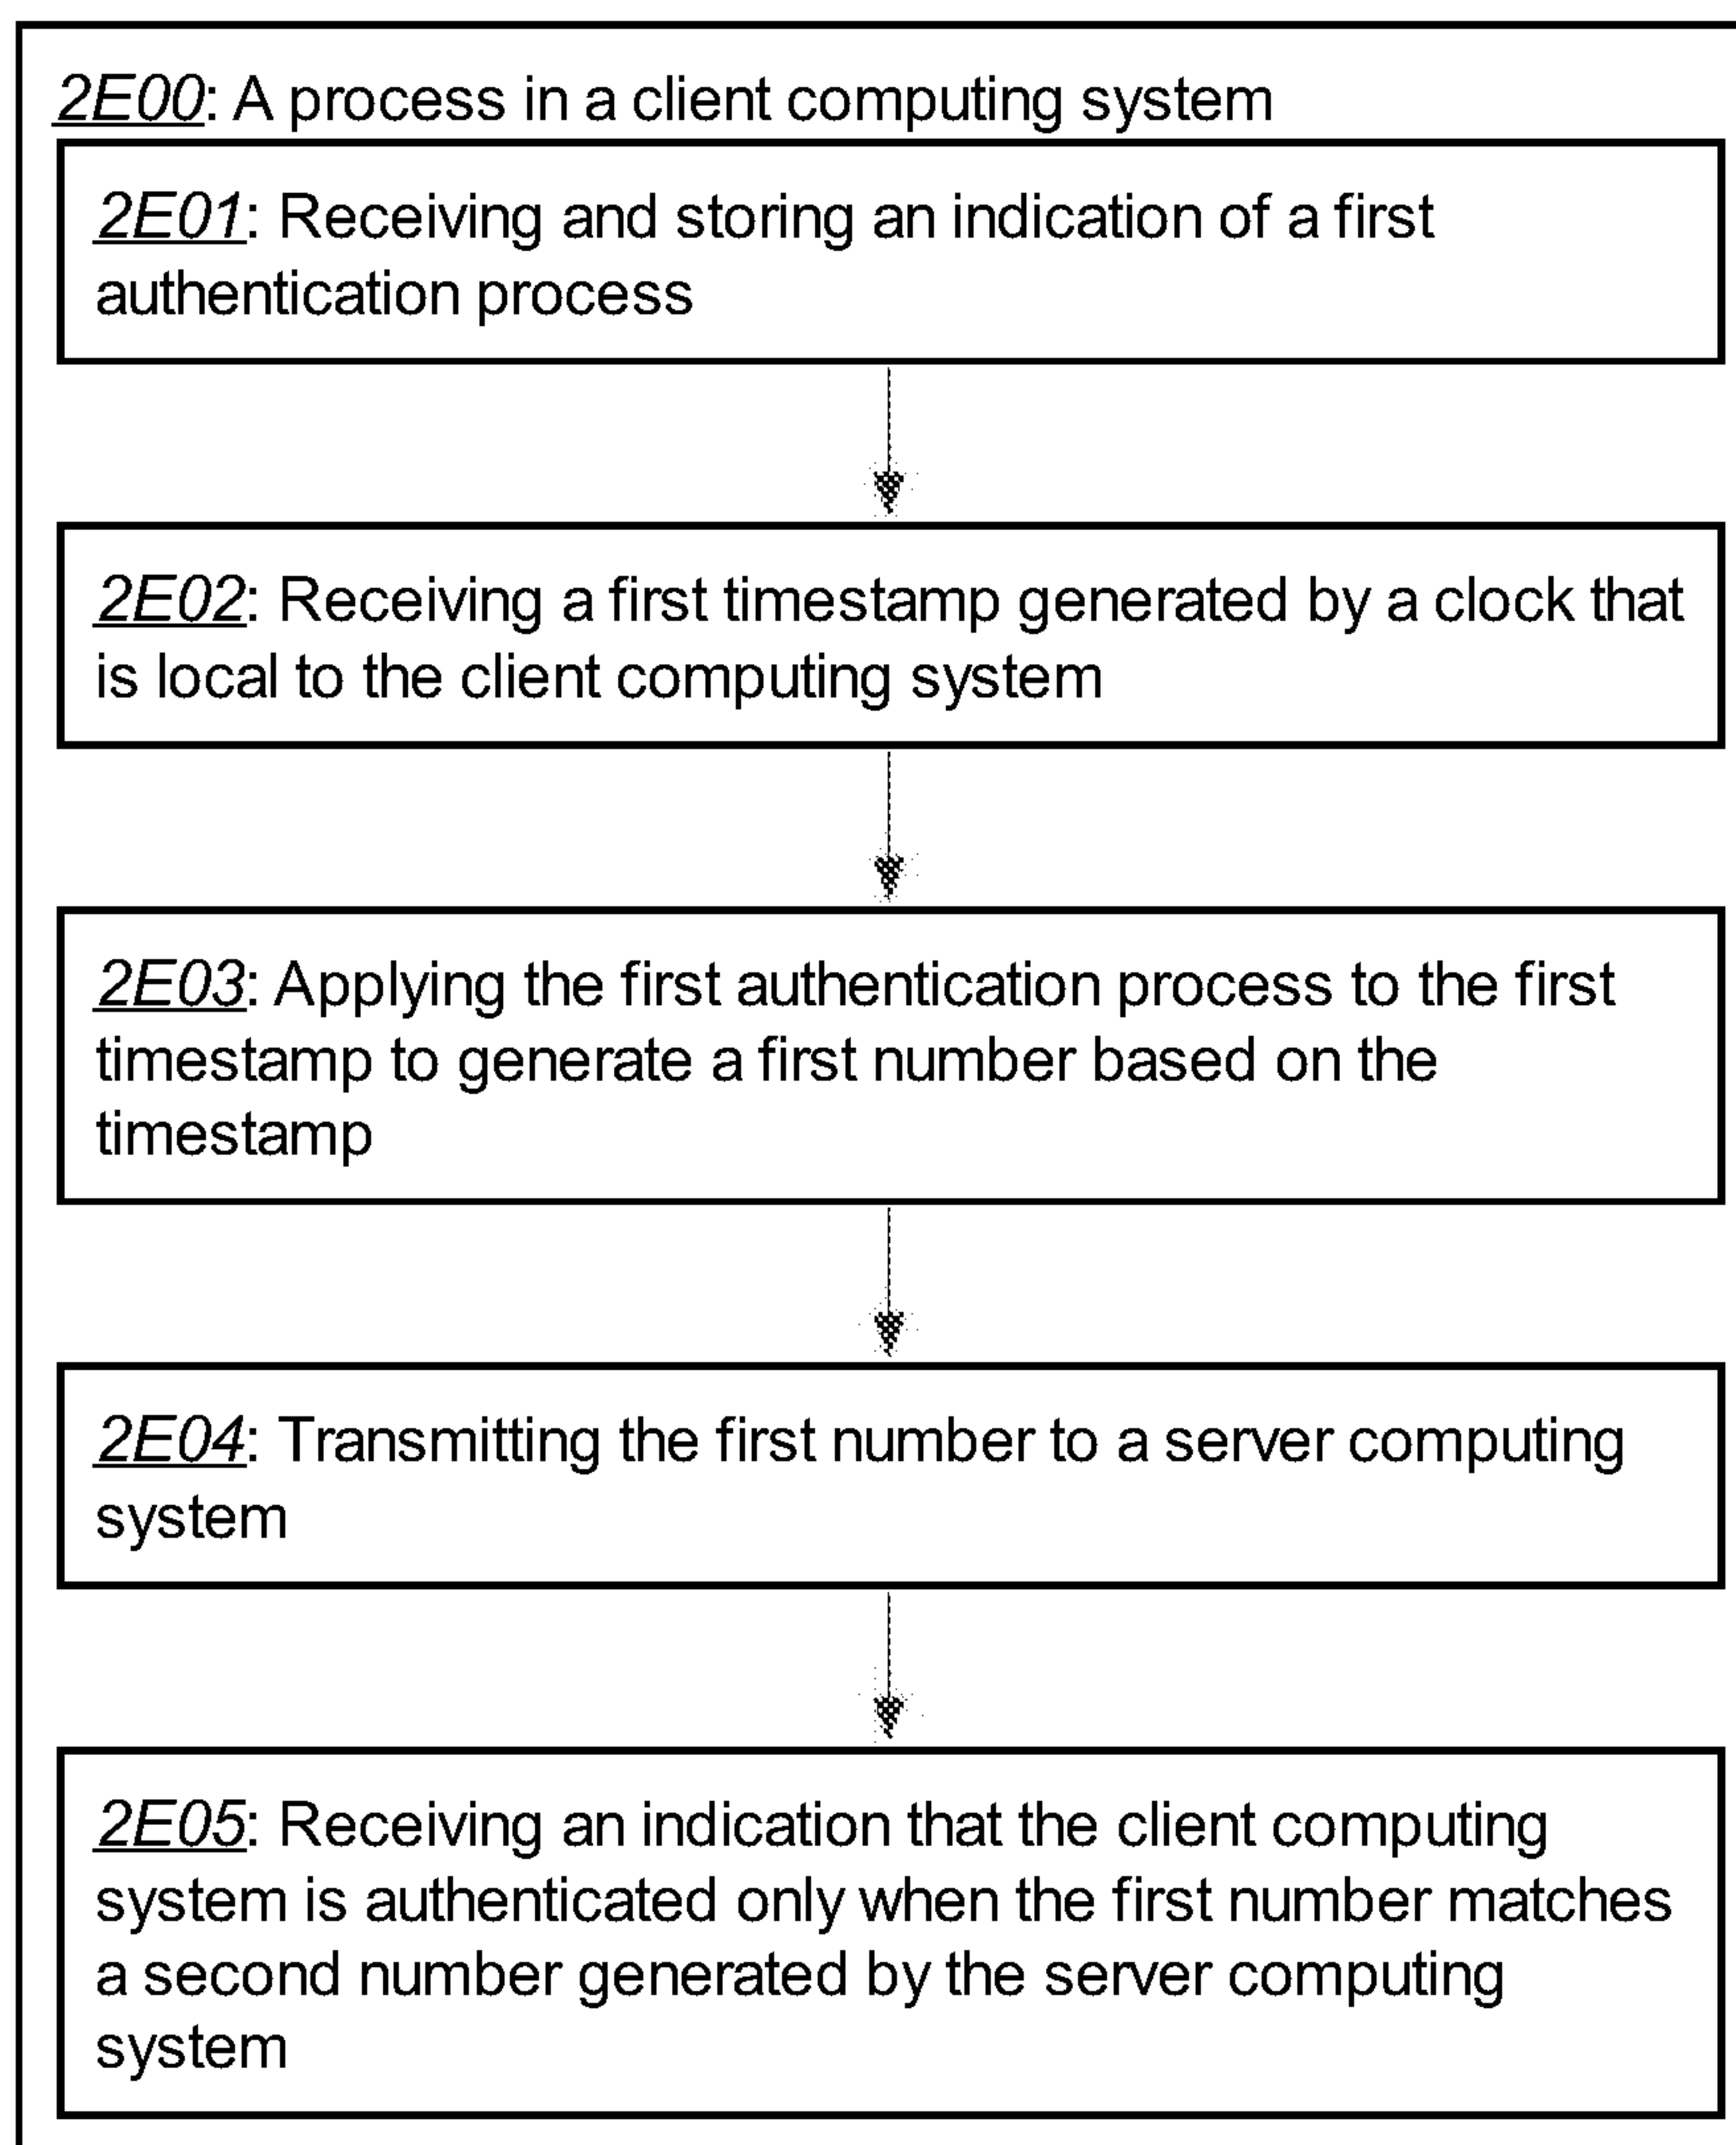 2E00: A process in a client computing system
2E01: Receiving and storing an indication of a first
authentication process
2E02: Receiving a first timestamp generated by a clock that
is local to the client computing system
2E03: Applying the first authentication process to the first
timestamp to generate a first number based on the
timestamp
2E04: Transmitting the first number to a server computing
system
2E05: Receiving an indication that the client computing
system is authenticated only when the first number matches
a second number generated by the server computing
system